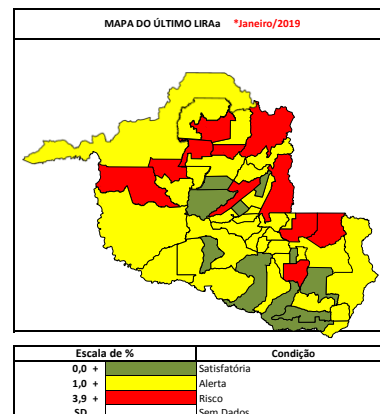 MAPA DO ÚLTIMO LIRAa *Janeiro/2019
Escala de % Condição
0,0 + Satisfatória
1,0 + Alerta
3,9 + Risco
SD Sem Dados